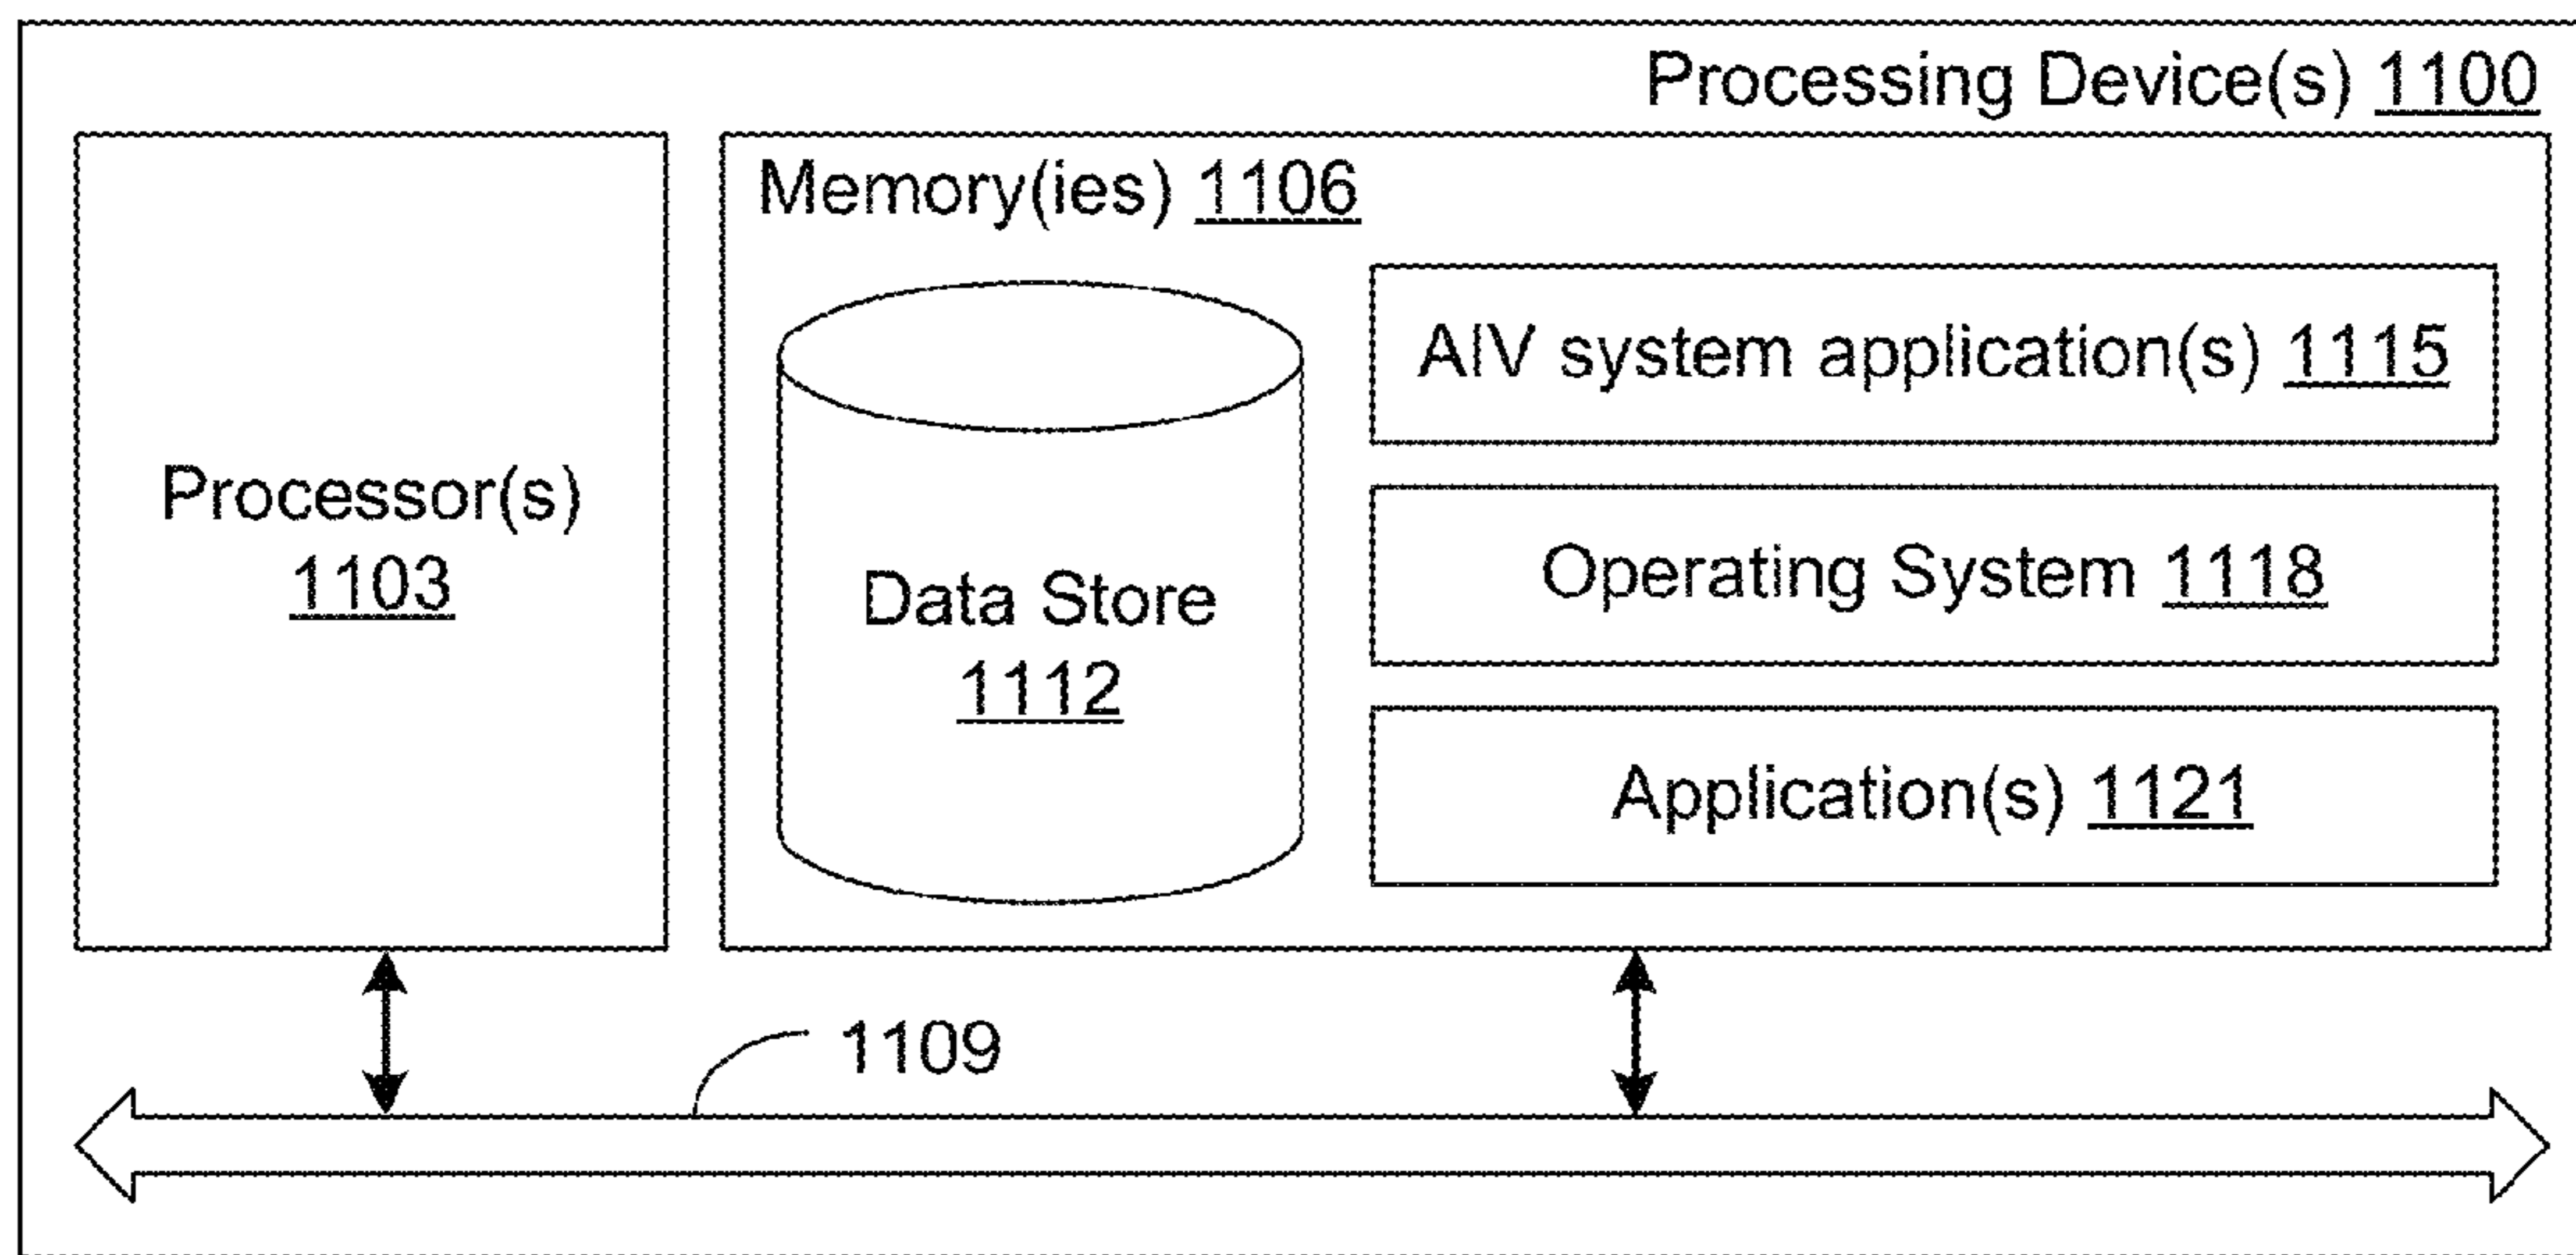 Processing Device(s) 1100
Memory(ies) 1106
Processor(s)
1103
Data Store
1112
AIV system application(s) 1115
Operating System 1118
Application(s) 1121
1109